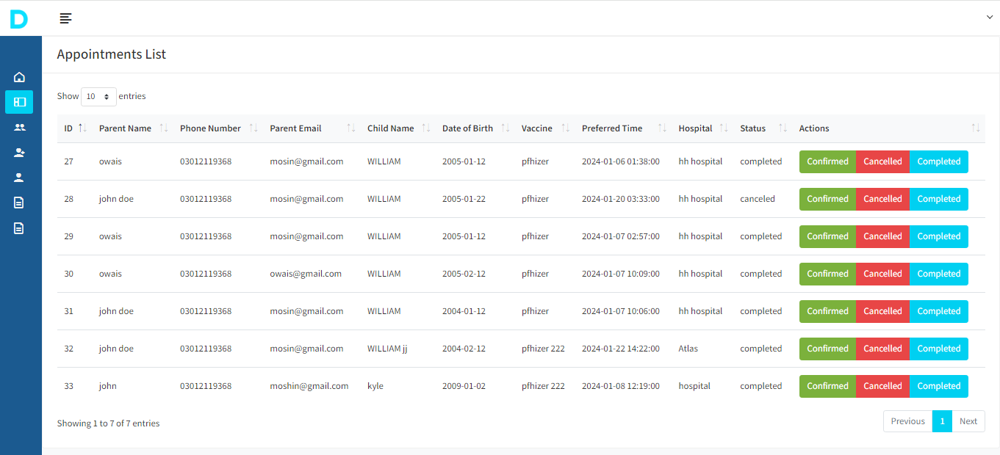 D
Appointments List
Show 10 entries
ID Parent Name Phone Number Parent Email Child Name Date of Birth Vaccine Preferred Time Hospital Status Actions
27 owais 03012119368 mosin@gmail.com WILLIAM 2005-01-12 pfhizer 2024-01-06 01:38:00 hh hospital completed Confirmed Cancelled Completed
28 john doe 03012119368 mosin@gmail.com WILLIAM 2005-01-22 pfhizer 2024-01-20 03:33:00 hh hospital canceled Confirmed Cancelled Completed
29 owais 03012119368 mosin@gmail.com WILLIAM 2005-01-12 pfhizer 2024-01-07 02:57:00 hh hospital completed Confirmed Cancelled Completed
30 owais 03012119368 owais@gmail.com WILLIAM 2005-02-12 pfhizer 2024-01-07 10:09:00 hh hospital completed Confirmed Cancelled Completed
31 john doe 03012119368 mosin@gmail.com WILLIAM 2004-01-12 pfhizer 2024-01-07 10:06:00 hh hospital completed Confirmed Cancelled Completed
32 john doe 03012119368 mosin@gmail.com WILLIAM jj 2004-02-12 pfhizer 222 2024-01-22 14:22:00 Atlas completed Confirmed Cancelled Completed
33 john 03012119368 moshin@gmail.com kyle 2009-01-02 pfhizer 222 2024-01-08 12:19:00 hospital completed Confirmed Cancelled Completed
Showing 1 to 7 of 7 entries
Previous 1 Next